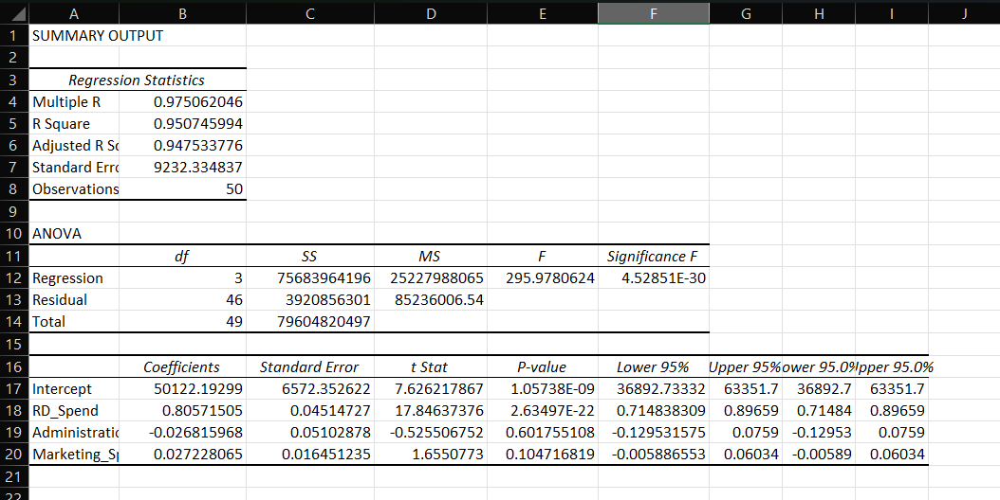 A B C D E F G H I J
1 SUMMARY OUTPUT
2
3 Regression Statistics
4 Multiple R 0.975062046
5 R Square 0.950745994
6 Adjusted R Sq 0.947533776
7 Standard Erro 9232.334837
8 Observations 50
9
10 ANOVA
11 df SS MS F Significance F
12 Regression 3 75683964196 25227988065 295.9780624 4.52851E-30
13 Residual 46 3920856301 85236006.54
14 Total 49 79604820497
15
16 Coefficients Standard Error t Stat P-value Lower 95% Upper 95% ower 95.0% pper 95.0%
17 Intercept 50122.19299 6572.352622 7.626217867 1.05738E-09 36892.73332 63351.7 36892.7 63351.7
18 RD_Spend 0.80571505 0.04514727 17.84637376 2.63497E-22 0.714838309 0.89659 0.71484 0.89659
19 Administratio -0.026815968 0.05102878 -0.525506752 0.601755108 -0.129531575 0.0759 -0.12953 0.0759
20 Marketing_Sp 0.027228065 0.016451235 1.6550773 0.104716819 -0.005886553 0.06034 -0.00589 0.06034
21
22